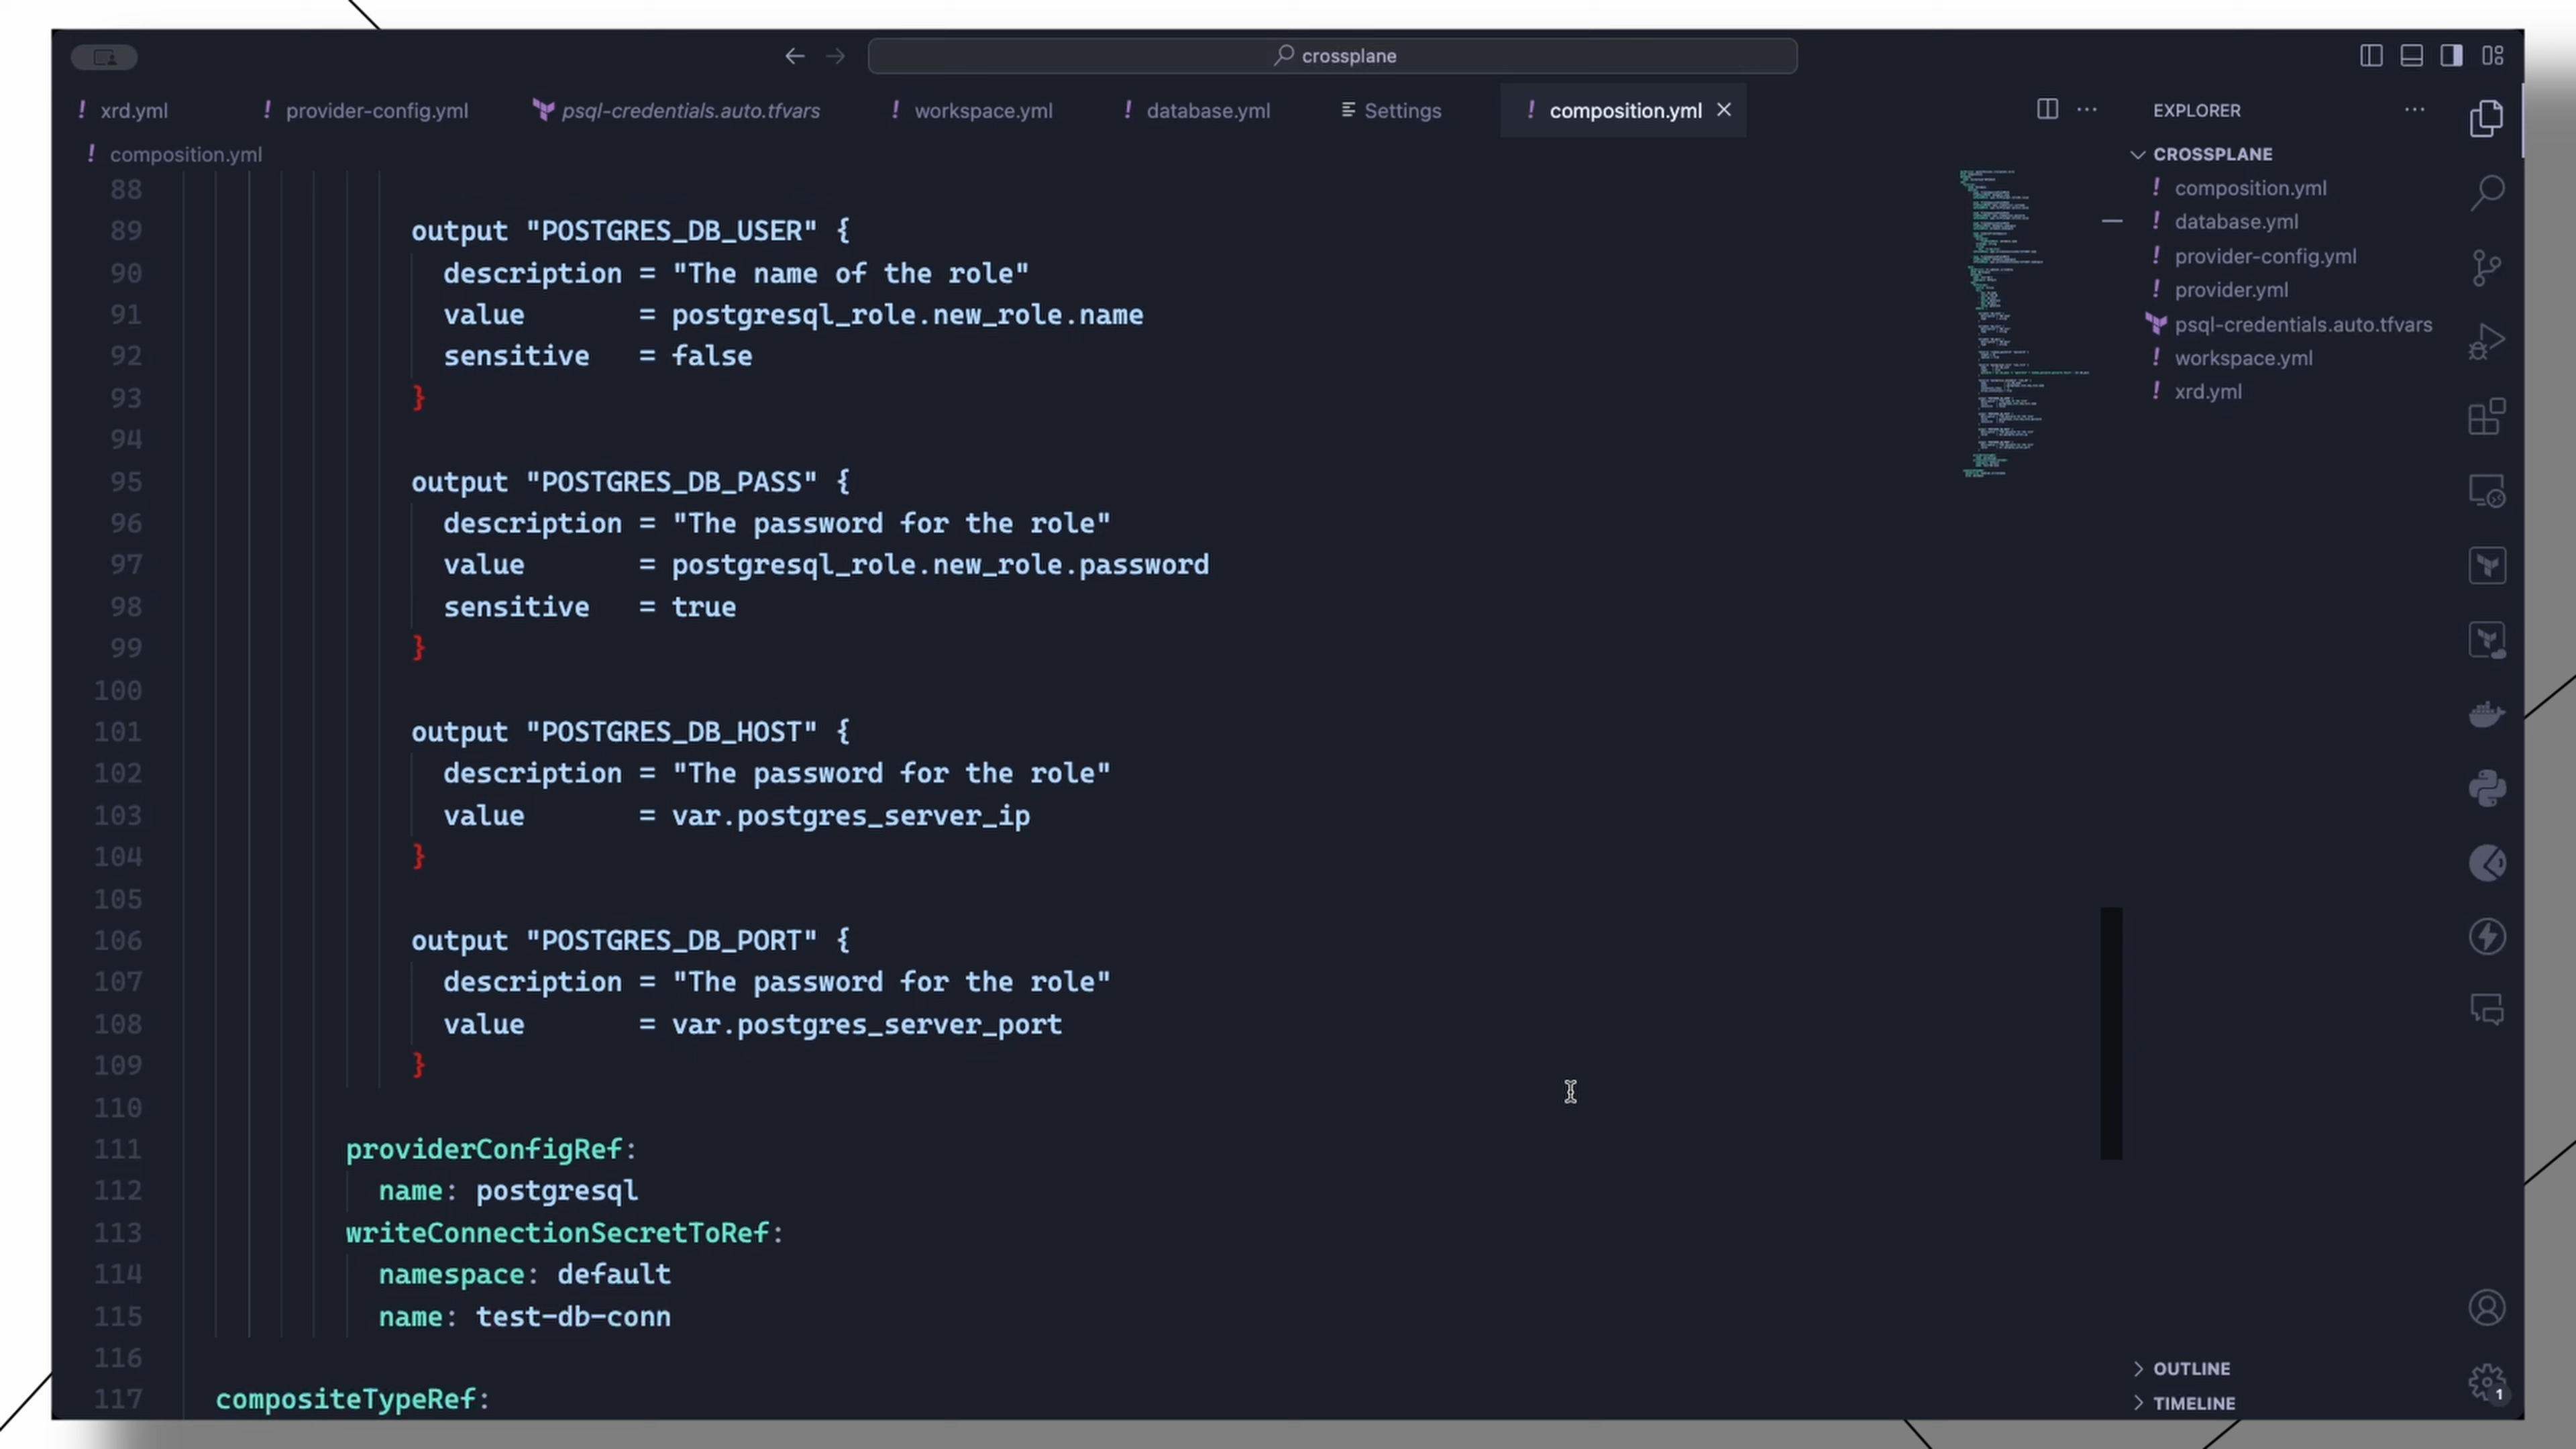 crossplane
! xrd.yml
! provider-config.yml
psql-credentials.auto.tfvars
! workspace.yml
! database.yml
Settings
! composition.yml
! composition.yml
88
89 output "POSTGRES_DB_USER" {
90 description = "The name of the role"
91 value = postgresql_role.new_role.name
92 sensitive = false
93 }
94
95 output "POSTGRES_DB_PASS" {
96 description = "The password for the role"
97 value = postgresql_role.new_role.password
98 sensitive = true
99 }
100
101 output "POSTGRES_DB_HOST" {
102 description = "The password for the role"
103 value = var.postgres_server_ip
104 }
105
106 output "POSTGRES_DB_PORT" {
107 description = "The password for the role"
108 value = var.postgres_server_port
109 }
110
111 providerConfigRef:
112 name: postgresql
113 writeConnectionSecretToRef:
114 namespace: default
115 name: test-db-conn
116
117 compositeTypeRef:
EXPLORER
CROSSPLANE
! composition.yml
! database.yml
! provider-config.yml
! provider.yml
psql-credentials.auto.tfvars
! workspace.yml
! xrd.yml
OUTLINE
TIMELINE
1